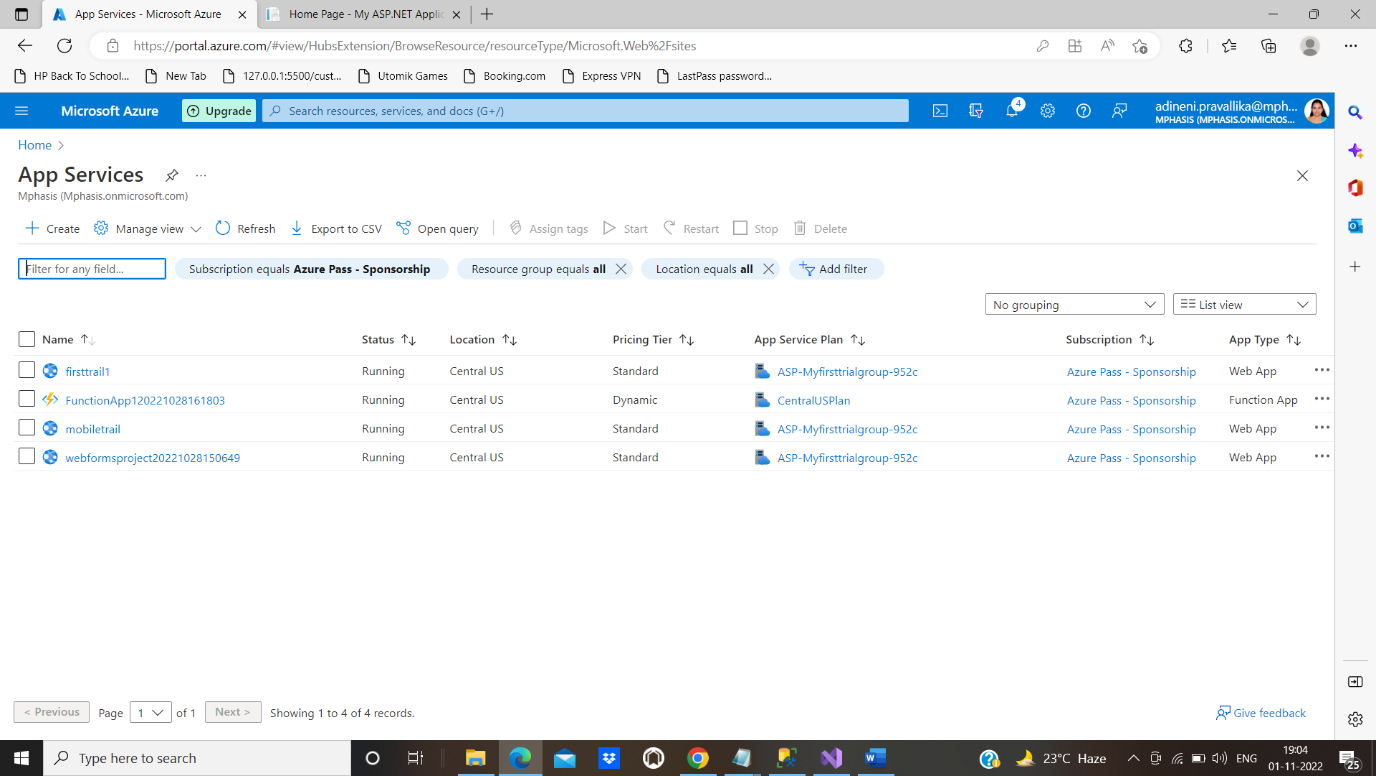 App Services - Microsoft Azure
Home Page - My ASP.NET Applic
https://portal.azure.com/#view/HubsExtension/BrowseResource/resourceType/Microsoft.Web%2Fsites
HP Back To School... New Tab 127.0.0.1:5500/cust... Utomik Games Booking.com Express VPN LastPass password...
Microsoft Azure Upgrade Search resources, services, and docs (G+/) 4 adineni.pravallika@mph...
MPHASIS (MPHASIS.ONMICROS...
Home >
App Services ...
Mphasis (Mphasis.onmicrosoft.com)
Create Manage view Refresh Export to CSV Open query Assign tags Start Restart Stop Delete
Filter for any field... Subscription equals Azure Pass - Sponsorship Resource group equals all Location equals all Add filter
No grouping List view
Name Status Location Pricing Tier App Service Plan Subscription App Type
firsttrail1 Running Central US Standard ASP-Myfirsttrialgroup-952c Azure Pass - Sponsorship Web App
FunctionApp120221028161803 Running Central US Dynamic CentralUSPlan Azure Pass - Sponsorship Function App
mobiletrail Running Central US Standard ASP-Myfirsttrialgroup-952c Azure Pass - Sponsorship Web App
webformsproject20221028150649 Running Central US Standard ASP-Myfirsttrialgroup-952c Azure Pass - Sponsorship Web App
< Previous Page 1 of 1 Next > Showing 1 to 4 of 4 records. Give feedback
Type here to search 23°C Haze ENG 19:04
01-11-2022 25